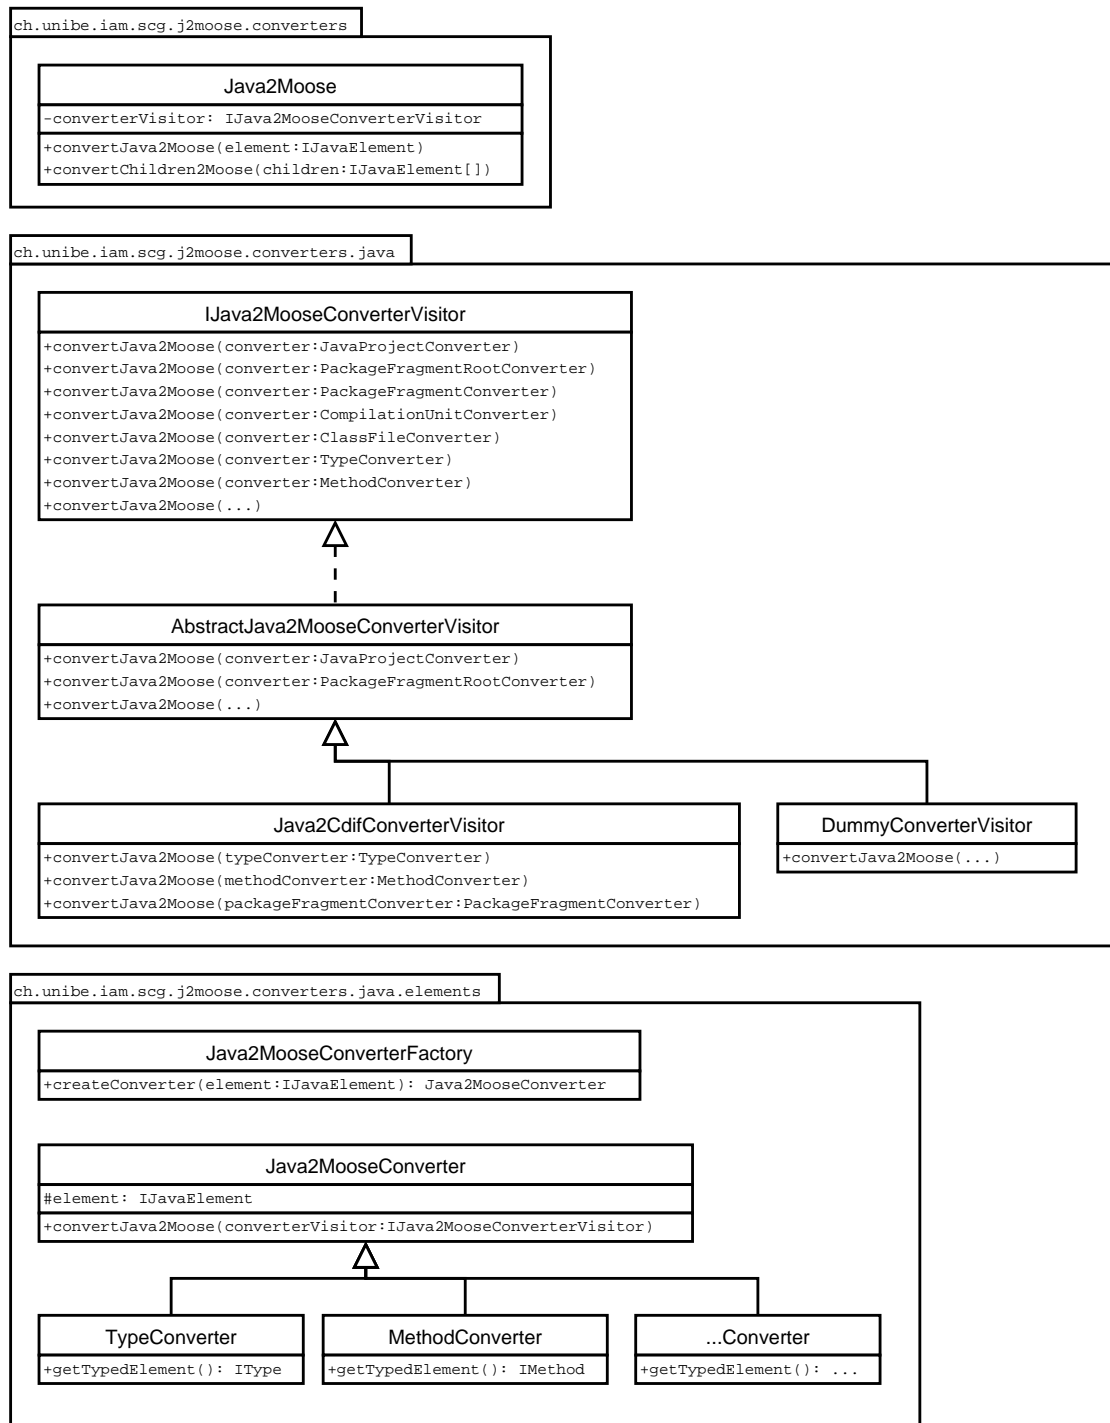 ch.unibe.iam.scg.j2moose.converters
Java2Moose
-converterVisitor: IJava2MooseConverterVisitor
+convertJava2Moose(element:IJavaElement)
+convertChildren2Moose(children:IJavaElement[])
ch.unibe.iam.scg.j2moose.converters.java
IJava2MooseConverterVisitor
+convertJava2Moose(converter:JavaProjectConverter)
+convertJava2Moose(converter:PackageFragmentRootConverter)
+convertJava2Moose(converter:PackageFragmentConverter)
+convertJava2Moose(converter:CompilationUnitConverter)
+convertJava2Moose(converter:ClassFileConverter)
+convertJava2Moose(converter:TypeConverter)
+convertJava2Moose(converter:MethodConverter)
+convertJava2Moose(...)
AbstractJava2MooseConverterVisitor
+convertJava2Moose(converter:JavaProjectConverter)
+convertJava2Moose(converter:PackageFragmentRootConverter)
+convertJava2Moose(...)
Java2CdifConverterVisitor
+convertJava2Moose(typeConverter:TypeConverter)
+convertJava2Moose(methodConverter:MethodConverter)
+convertJava2Moose(packageFragmentConverter:PackageFragmentConverter)
DummyConverterVisitor
+convertJava2Moose(...)
ch.unibe.iam.scg.j2moose.converters.java.elements
Java2MooseConverterFactory
+createConverter(element:IJavaElement): Java2MooseConverter
Java2MooseConverter
#element: IJavaElement
+convertJava2Moose(converterVisitor:IJava2MooseConverterVisitor)
TypeConverter
+getTypedElement(): IType
MethodConverter
+getTypedElement(): IMethod
...Converter
+getTypedElement(): ...